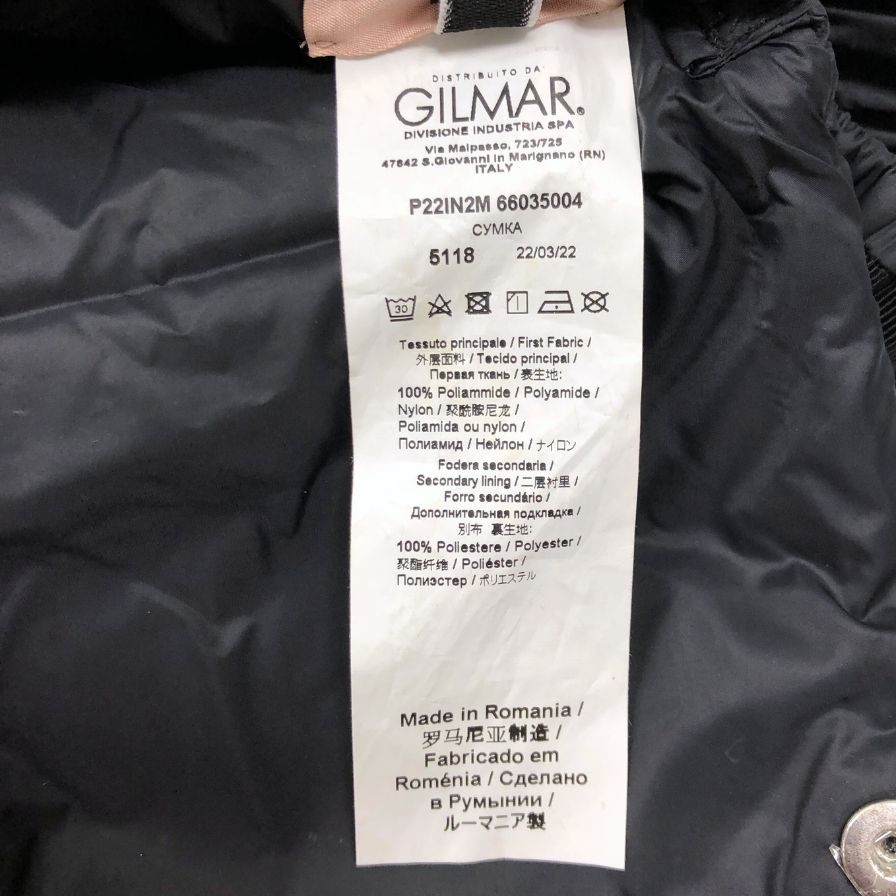 DISTRIBUITO DA:
GILMAR®
DIVISIONE INDUSTRIA SPA
Via Malpasso, 723/725
47842 S.Giovanni in Marignano (RN)
ITALY
P22IN2M 66035004
СУМКА
5118 22/03/22
30
Tessuto principale / First Fabric /
外层面料 / Tecido principal /
Первая ткань / 表生地:
100% Poliammide / Polyamide /
Nylon / 聚酰胺尼龙 /
Poliamida ou nylon /
Полиамид / Нейлон / ナイロン
Fodera secondaria /
Secondary lining / 二层衬里 /
Forro secundário /
Дополнительная подкладка /
別布 裏生地:
100% Poliestere / Polyester /
聚酯纤维 / Poliéster /
Полиэстер / ポリエステル
Made in Romania /
罗马尼亚制造 /
Fabricado em
Roménia / Сделано
в Румынии /
ルーマニア製